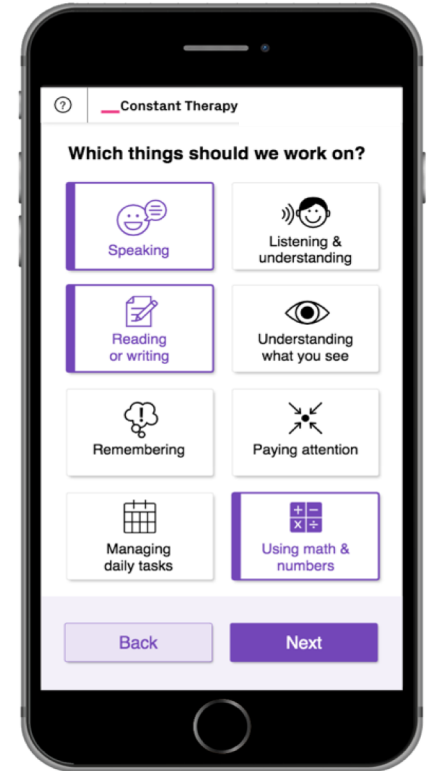 ?
Constant Therapy
Which things should we work on?
Speaking
Listening &
understanding
Reading
or writing
Understanding
what you see
Remembering
Paying attention
Managing
daily tasks
Using math &
numbers
Back
Next